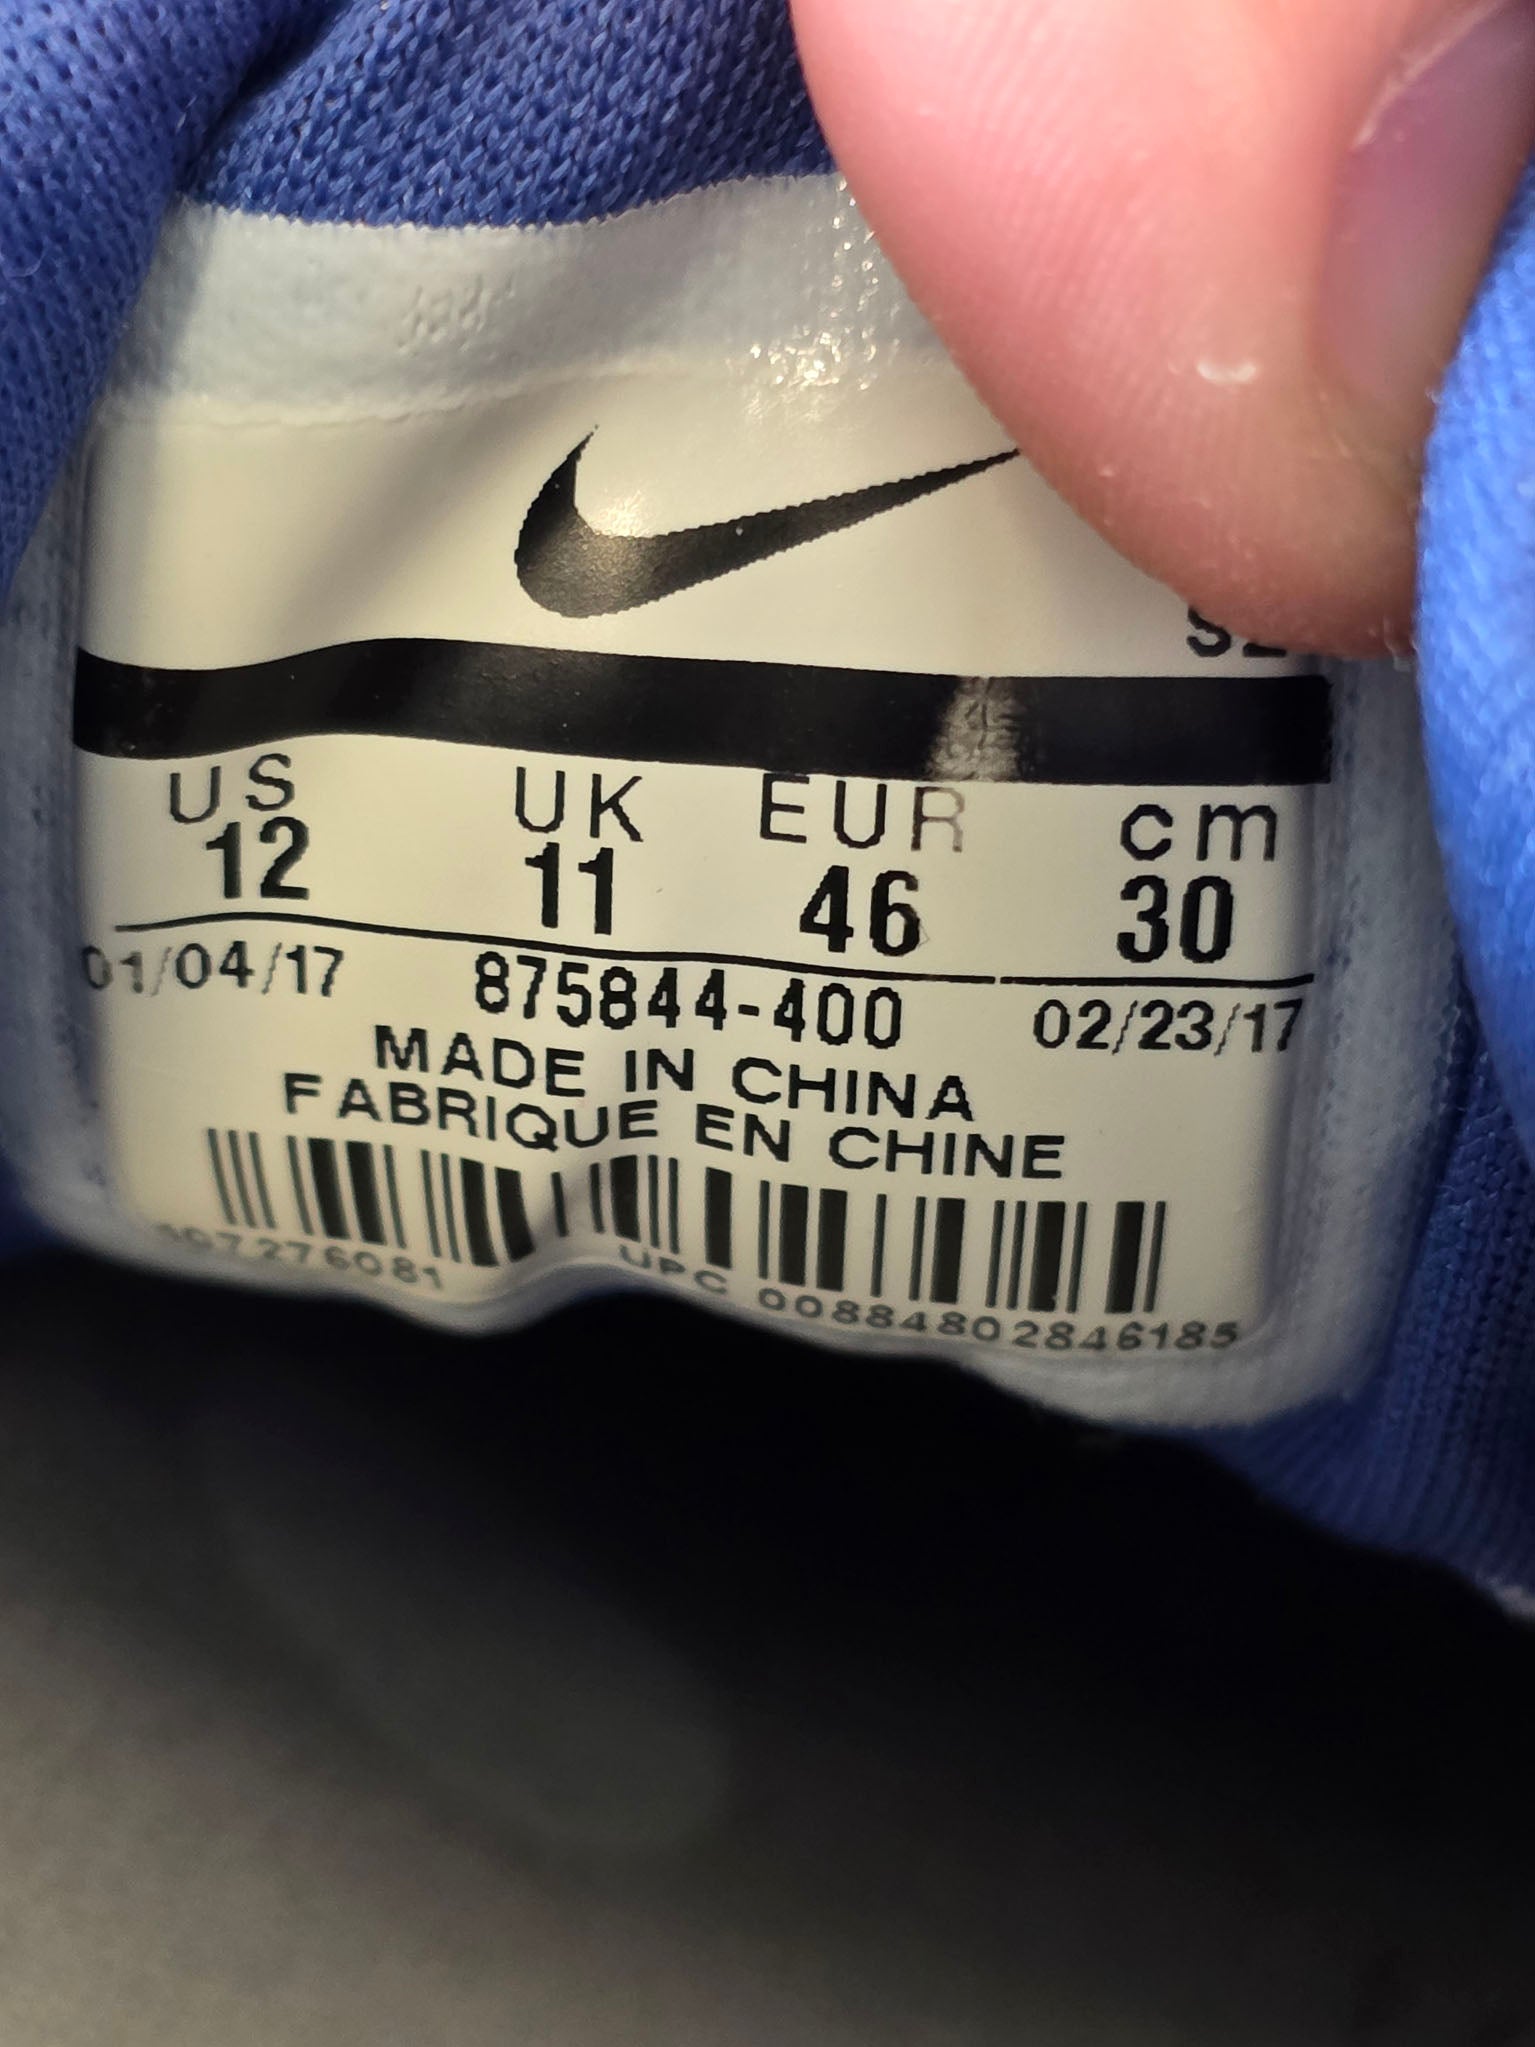 US UK EUR cm
12 11 46 30
01/04/17 875844-400 02/23/17
MADE IN CHINA
FABRIQUE EN CHINE
UPC 00884802846185